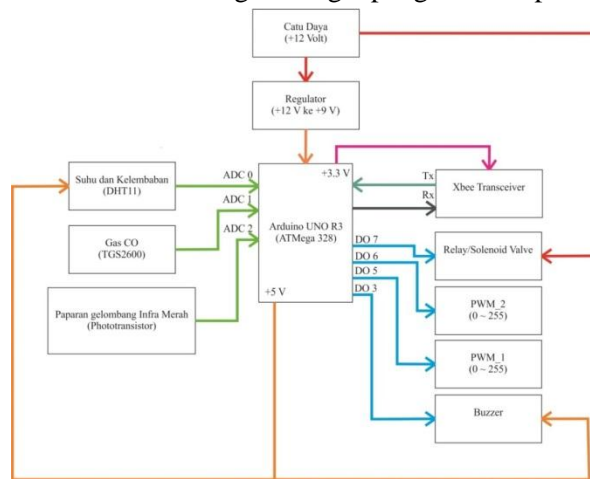 Catu Daya
(+12 Volt)
Regulator
(+12 V ke +9 V)
+3.3 V
Tx
Rx
Xbee Transceiver
Suhu dan Kelembaban
(DHT11)
ADC 0
ADC 1
ADC 2
Gas CO
(TGS2600)
Paparan gelombang Infra Merah
(Phototransistor)
Arduino UNO R3
(ATMega 328)
+5 V
DO 7
DO 6
DO 5
DO 3
Relay/Solenoid Valve
PWM_2
(0 ~ 255)
PWM_1
(0 ~ 255)
Buzzer